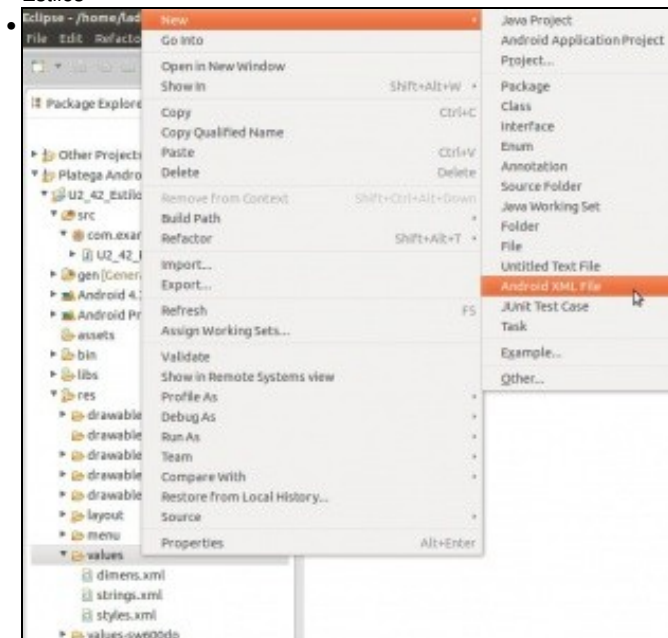 Estilos
Eclipse - /home/lad
File Edit Refacto
Package Explore
Other Projects
Platega Andro
U2_42_Estilo
src
com.exar
U2_42_
gen [Gener
Android 4.
Android Pr
assets
bin
libs
res
drawable
drawable
drawable
drawable
drawable
layout
menu
values
dimens.xml
strings.xml
styles.xml
values-sw600dp
New
Go Into
Open in New Window
Show In Shift+Alt+W
Copy Ctrl+C
Copy Qualified Name
Paste Ctrl+V
Delete Delete
Remove from Context Shift+Ctrl+Alt+Down
Build Path
Refactor Shift+Alt+T
Import...
Export...
Refresh F5
Assign Working Sets...
Validate
Show in Remote Systems view
Profile As
Debug As
Run As
Team
Compare With
Restore from Local History...
Source
Properties Alt+Enter
Java Project
Android Application Project
Project...
Package
Class
Interface
Enum
Annotation
Source Folder
Java Working Set
Folder
File
Untitled Text File
Android XML File
JUnit Test Case
Task
Example...
Other...